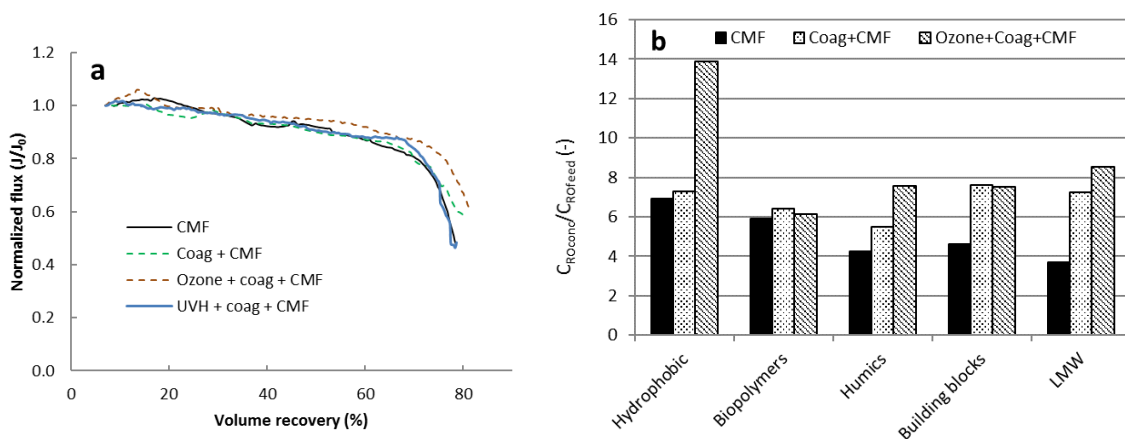 a
Normalized flux (J/J0)
1.2
1.0
0.8
0.6
0.4
0.2
0.0
CMF
Coag + CMF
Ozone + coag + CMF
UVH + coag + CMF
0 20 40 60 80
Volume recovery (%)
b
CMF Coag+CMF Ozone+Coag+CMF
CROconc/CROfeed (-)
16
14
12
10
8
6
4
2
0
Hydrophobic
Biopolymers
Humics
Building blocks
LMW